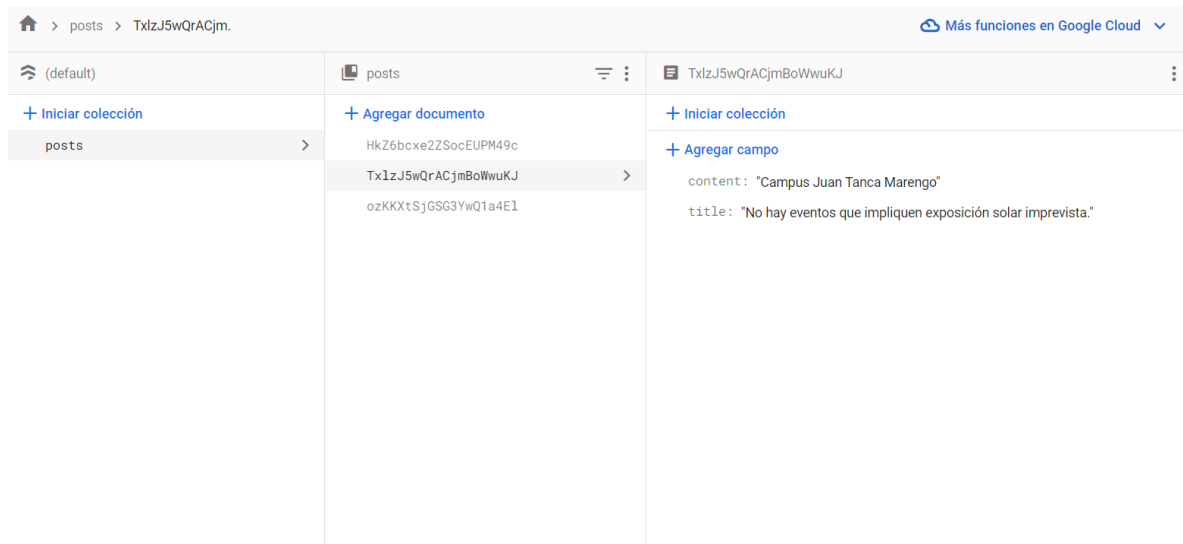 posts > TxlzJ5wQrACjm.
Más funciones en Google Cloud
(default)
posts
TxlzJ5wQrACjmBoWwuKJ
+ Iniciar colección
+ Agregar documento
+ Iniciar colección
posts
HkZ6bcxe2ZSocEUPM49c
+ Agregar campo
TxlzJ5wQrACjmBoWwuKJ
content: "Campus Juan Tanca Marengo"
ozKKXtSjGSG3YwQ1a4El
title: "No hay eventos que impliquen exposición solar imprevista."